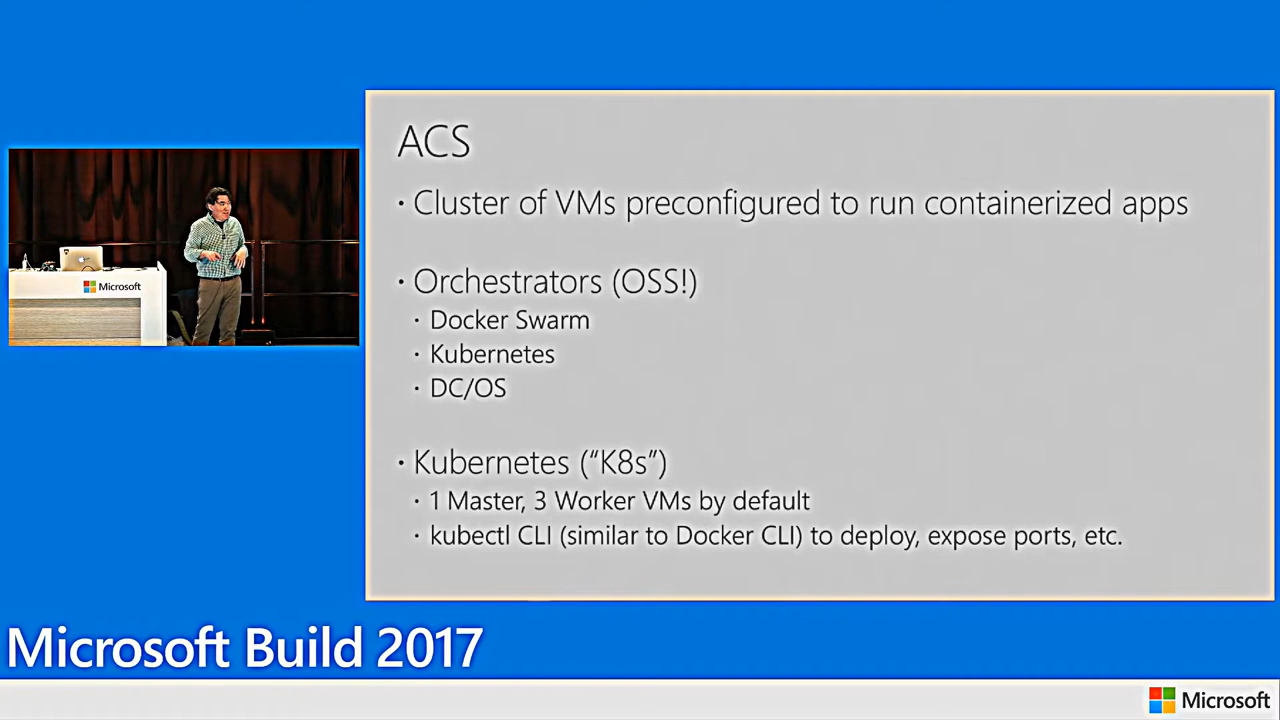 ACS
· Cluster of VMs preconfigured to run containerized apps
· Orchestrators (OSS!)
· Docker Swarm
· Kubernetes
· DC/OS
· Kubernetes (“K8s”)
· 1 Master, 3 Worker VMs by default
· kubectl CLI (similar to Docker CLI) to deploy, expose ports, etc.
Microsoft
Microsoft Build 2017
Microsoft